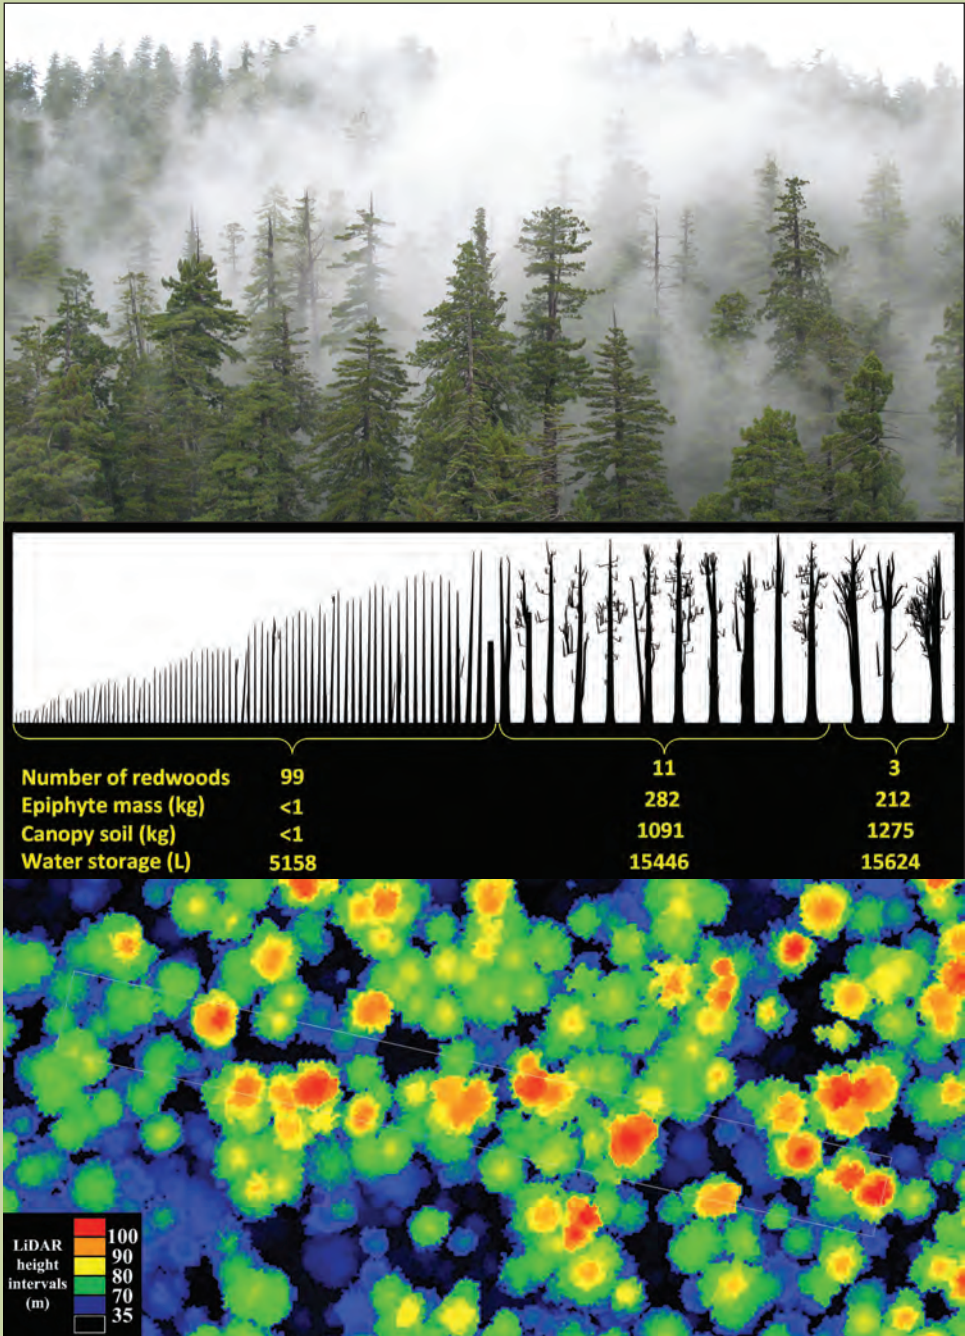 Number of redwoods 99 11 3
Epiphyte mass (kg) <1 282 212
Canopy soil (kg) <1 1091 1275
Water storage (L) 5158 15446 15624
LiDAR
height
intervals
(m)
100
90
80
70
35